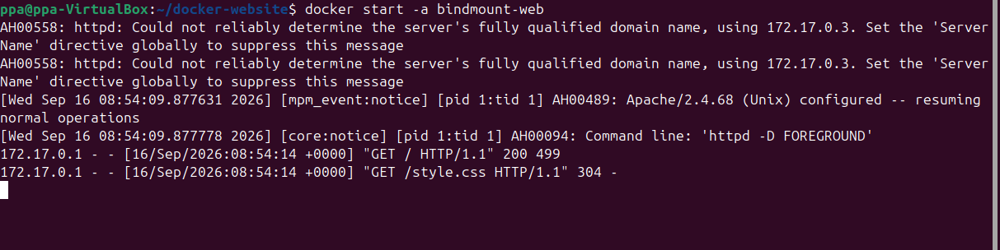 ppa@ppa-VirtualBox:~/docker-website$ docker start -a bindmount-web
AH00558: httpd: Could not reliably determine the server's fully qualified domain name, using 172.17.0.3. Set the 'Server
Name' directive globally to suppress this message
AH00558: httpd: Could not reliably determine the server's fully qualified domain name, using 172.17.0.3. Set the 'Server
Name' directive globally to suppress this message
[Wed Sep 16 08:54:09.877631 2026] [mpm_event:notice] [pid 1:tid 1] AH00489: Apache/2.4.68 (Unix) configured -- resuming
normal operations
[Wed Sep 16 08:54:09.877778 2026] [core:notice] [pid 1:tid 1] AH00094: Command line: 'httpd -D FOREGROUND'
172.17.0.1 - - [16/Sep/2026:08:54:14 +0000] "GET / HTTP/1.1" 200 499
172.17.0.1 - - [16/Sep/2026:08:54:14 +0000] "GET /style.css HTTP/1.1" 304 -